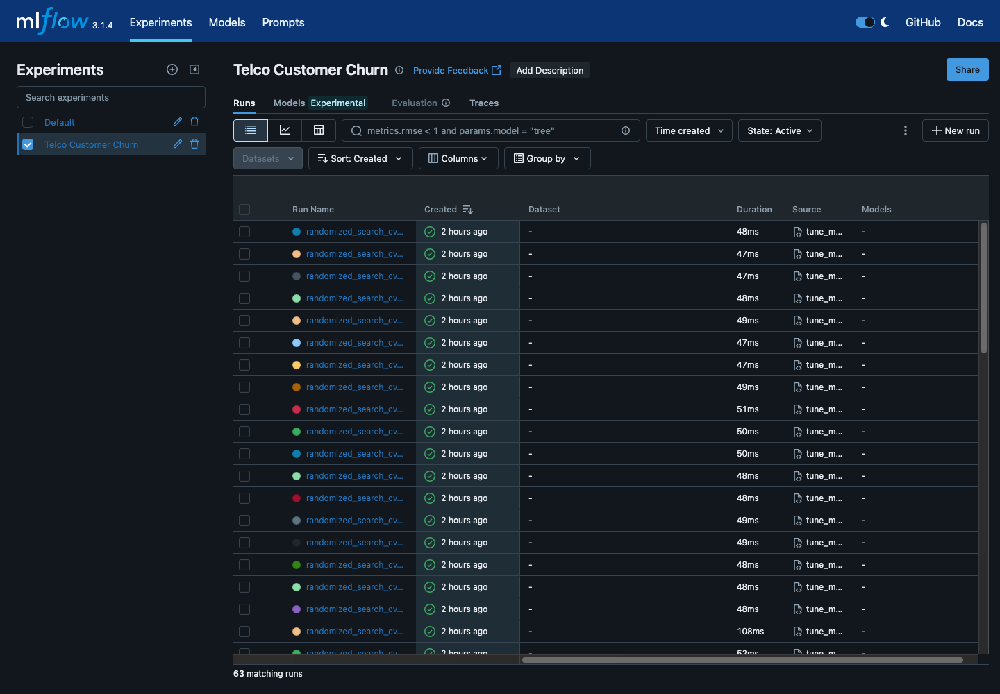 mlflow 3.1.4 Experiments Models Prompts GitHub Docs
Experiments
Search experiments
Default
Telco Customer Churn
Telco Customer Churn Provide Feedback Add Description Share
Runs Models Experimental Evaluation Traces
metrics.rmse < 1 and params.model = "tree" Time created State: Active New run
Datasets Sort: Created Columns Group by
Run Name Created Dataset Duration Source Models
randomized_search_cv... 2 hours ago - 48ms tune_m... -
randomized_search_cv... 2 hours ago - 47ms tune_m... -
randomized_search_cv... 2 hours ago - 47ms tune_m... -
randomized_search_cv... 2 hours ago - 48ms tune_m... -
randomized_search_cv... 2 hours ago - 49ms tune_m... -
randomized_search_cv... 2 hours ago - 47ms tune_m... -
randomized_search_cv... 2 hours ago - 47ms tune_m... -
randomized_search_cv... 2 hours ago - 49ms tune_m... -
randomized_search_cv... 2 hours ago - 51ms tune_m... -
randomized_search_cv... 2 hours ago - 50ms tune_m... -
randomized_search_cv... 2 hours ago - 50ms tune_m... -
randomized_search_cv... 2 hours ago - 48ms tune_m... -
randomized_search_cv... 2 hours ago - 48ms tune_m... -
randomized_search_cv... 2 hours ago - 49ms tune_m... -
randomized_search_cv... 2 hours ago - 49ms tune_m... -
randomized_search_cv... 2 hours ago - 48ms tune_m... -
randomized_search_cv... 2 hours ago - 48ms tune_m... -
randomized_search_cv... 2 hours ago - 48ms tune_m... -
randomized_search_cv... 2 hours ago - 108ms tune_m... -
randomized_search_cv... 2 hours ago - 52ms tune_m... -
63 matching runs